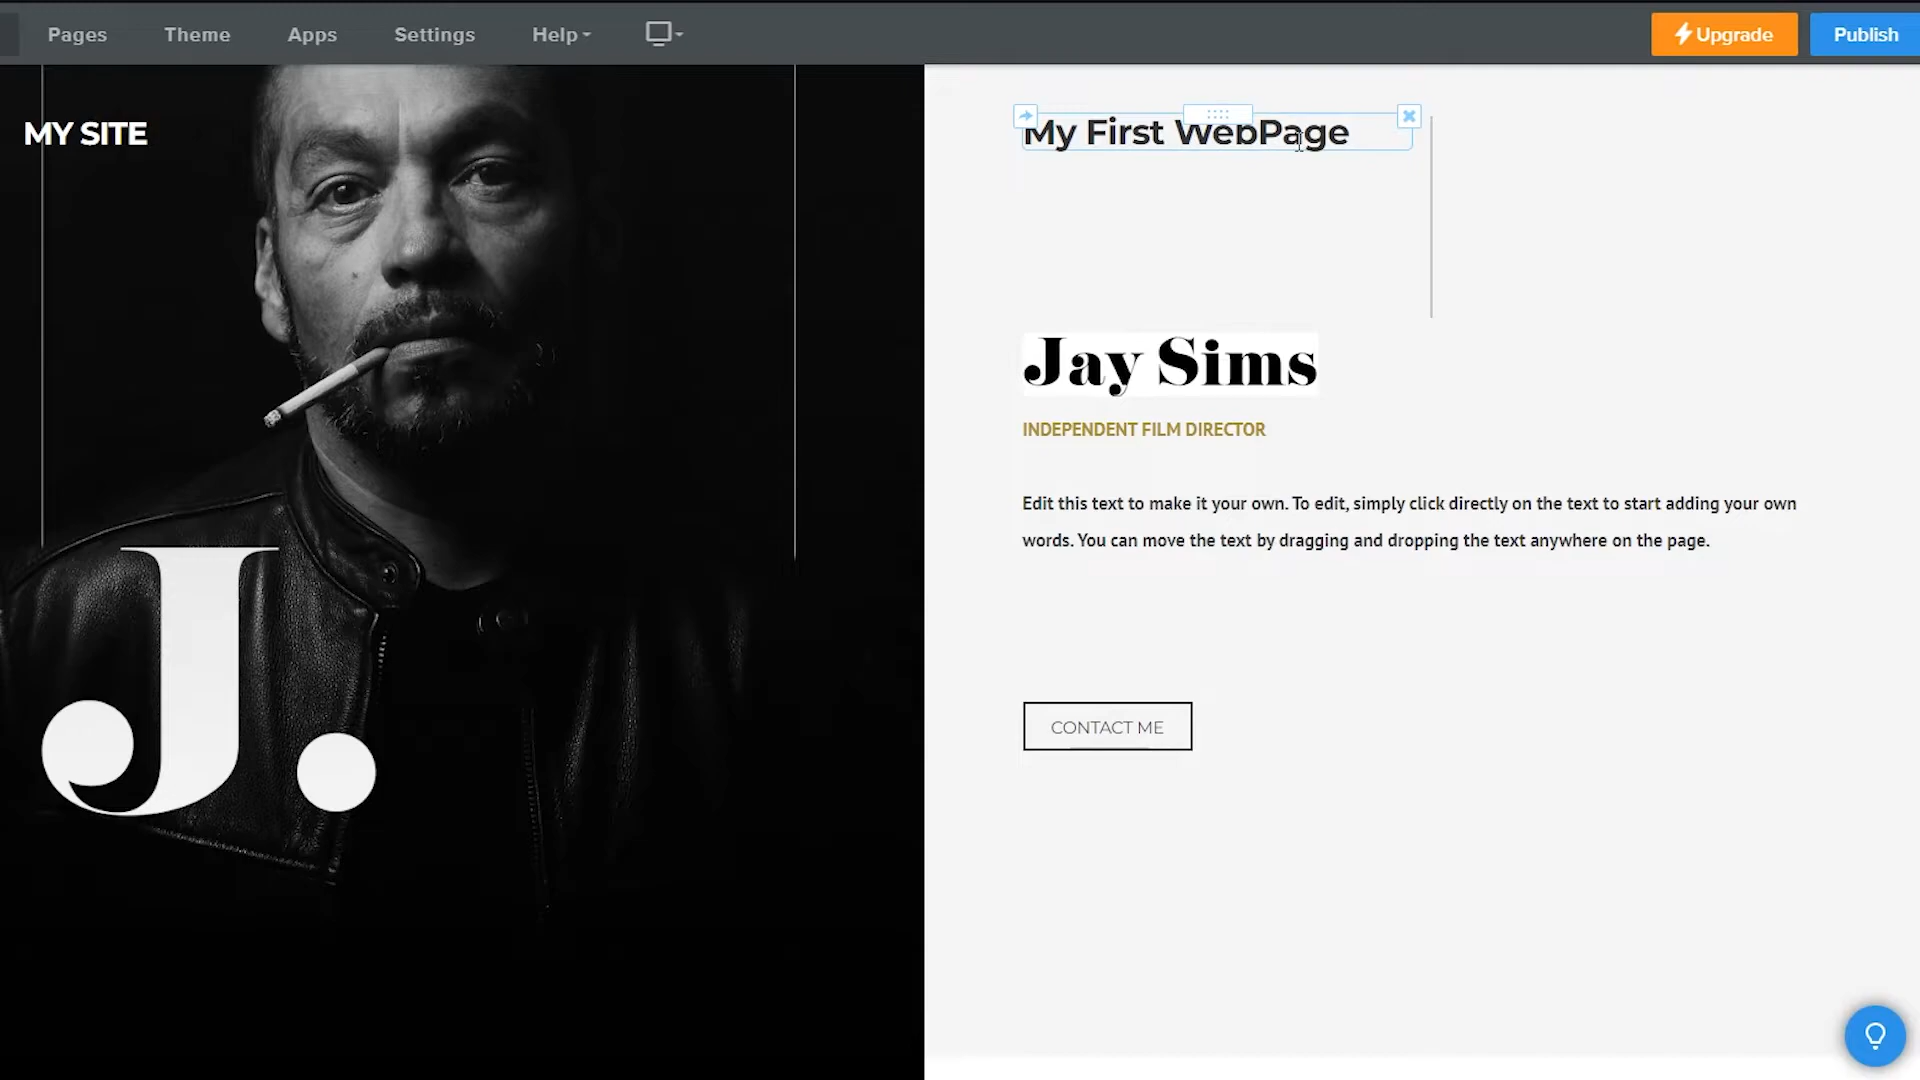 Pages Theme Apps Settings Help
Upgrade Publish
MY SITE
My First WebPage
Jay Sims
INDEPENDENT FILM DIRECTOR
Edit this text to make it your own. To edit, simply click directly on the text to start adding your own
words. You can move the text by dragging and dropping the text anywhere on the page.
J.
CONTACT ME